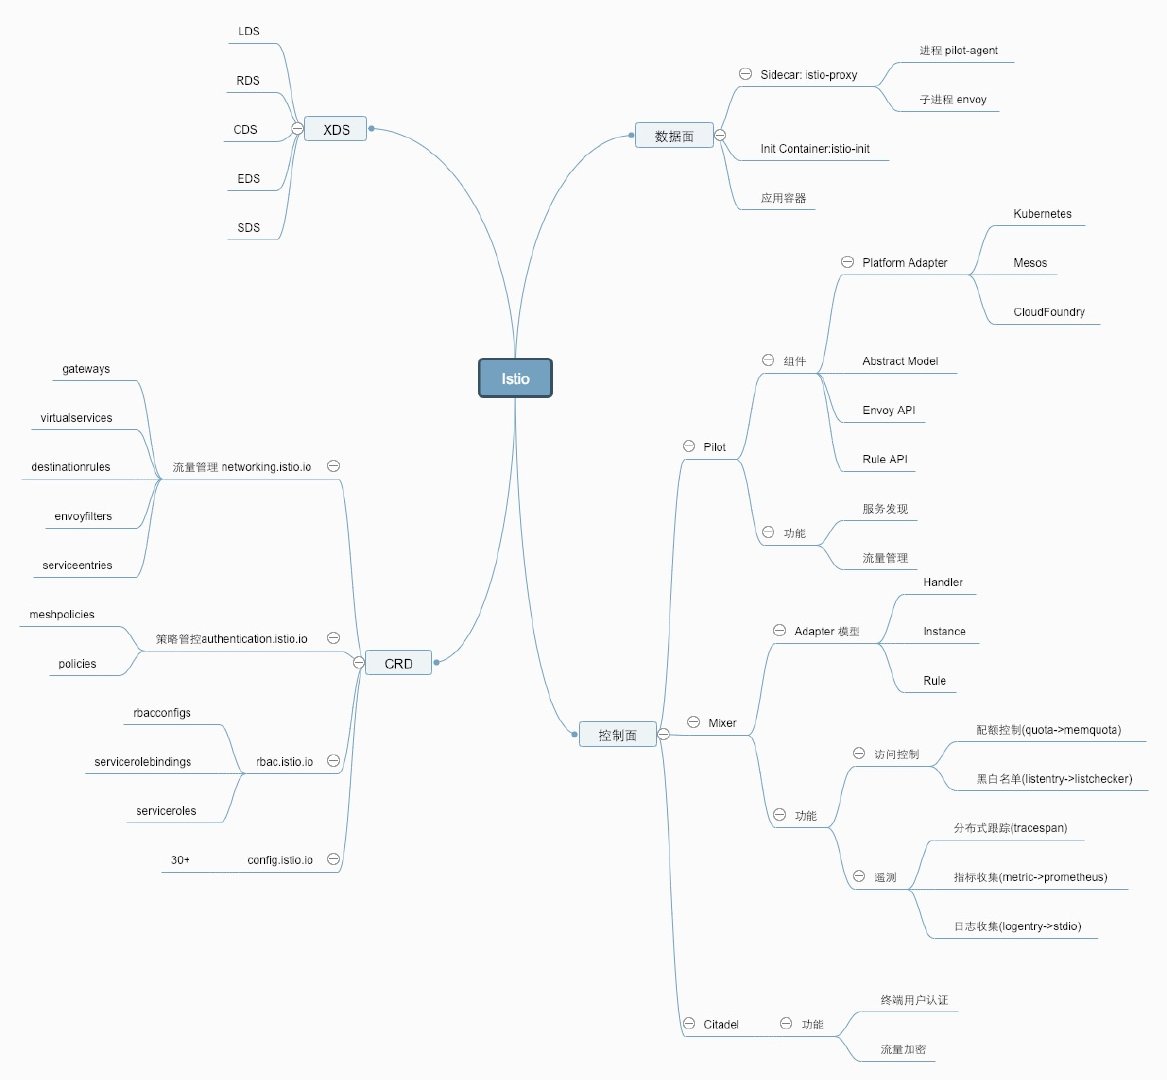 Istio
XDS
LDS
RDS
CDS
EDS
SDS
数据面
Sidecar: istio-proxy
进程 pilot-agent
子进程 envoy
Init Container:istio-init
应用容器
控制面
Pilot
组件
Platform Adapter
Kubernetes
Mesos
CloudFoundry
Abstract Model
Envoy API
Rule API
功能
服务发现
流量管理
Mixer
Adapter 模型
Handler
Instance
Rule
功能
访问控制
配额控制(quota->memquota)
黑白名单(listentry->listchecker)
遥测
分布式跟踪(tracespan)
指标收集(metric->prometheus)
日志收集(logentry->stdio)
Citadel
功能
终端用户认证
流量加密
CRD
流量管理 networking.istio.io
gateways
virtualservices
destinationrules
envoyfilters
serviceentries
策略管控authentication.istio.io
meshpolicies
policies
rbac.istio.io
rbacconfigs
servicerolebindings
serviceroles
config.istio.io
30+